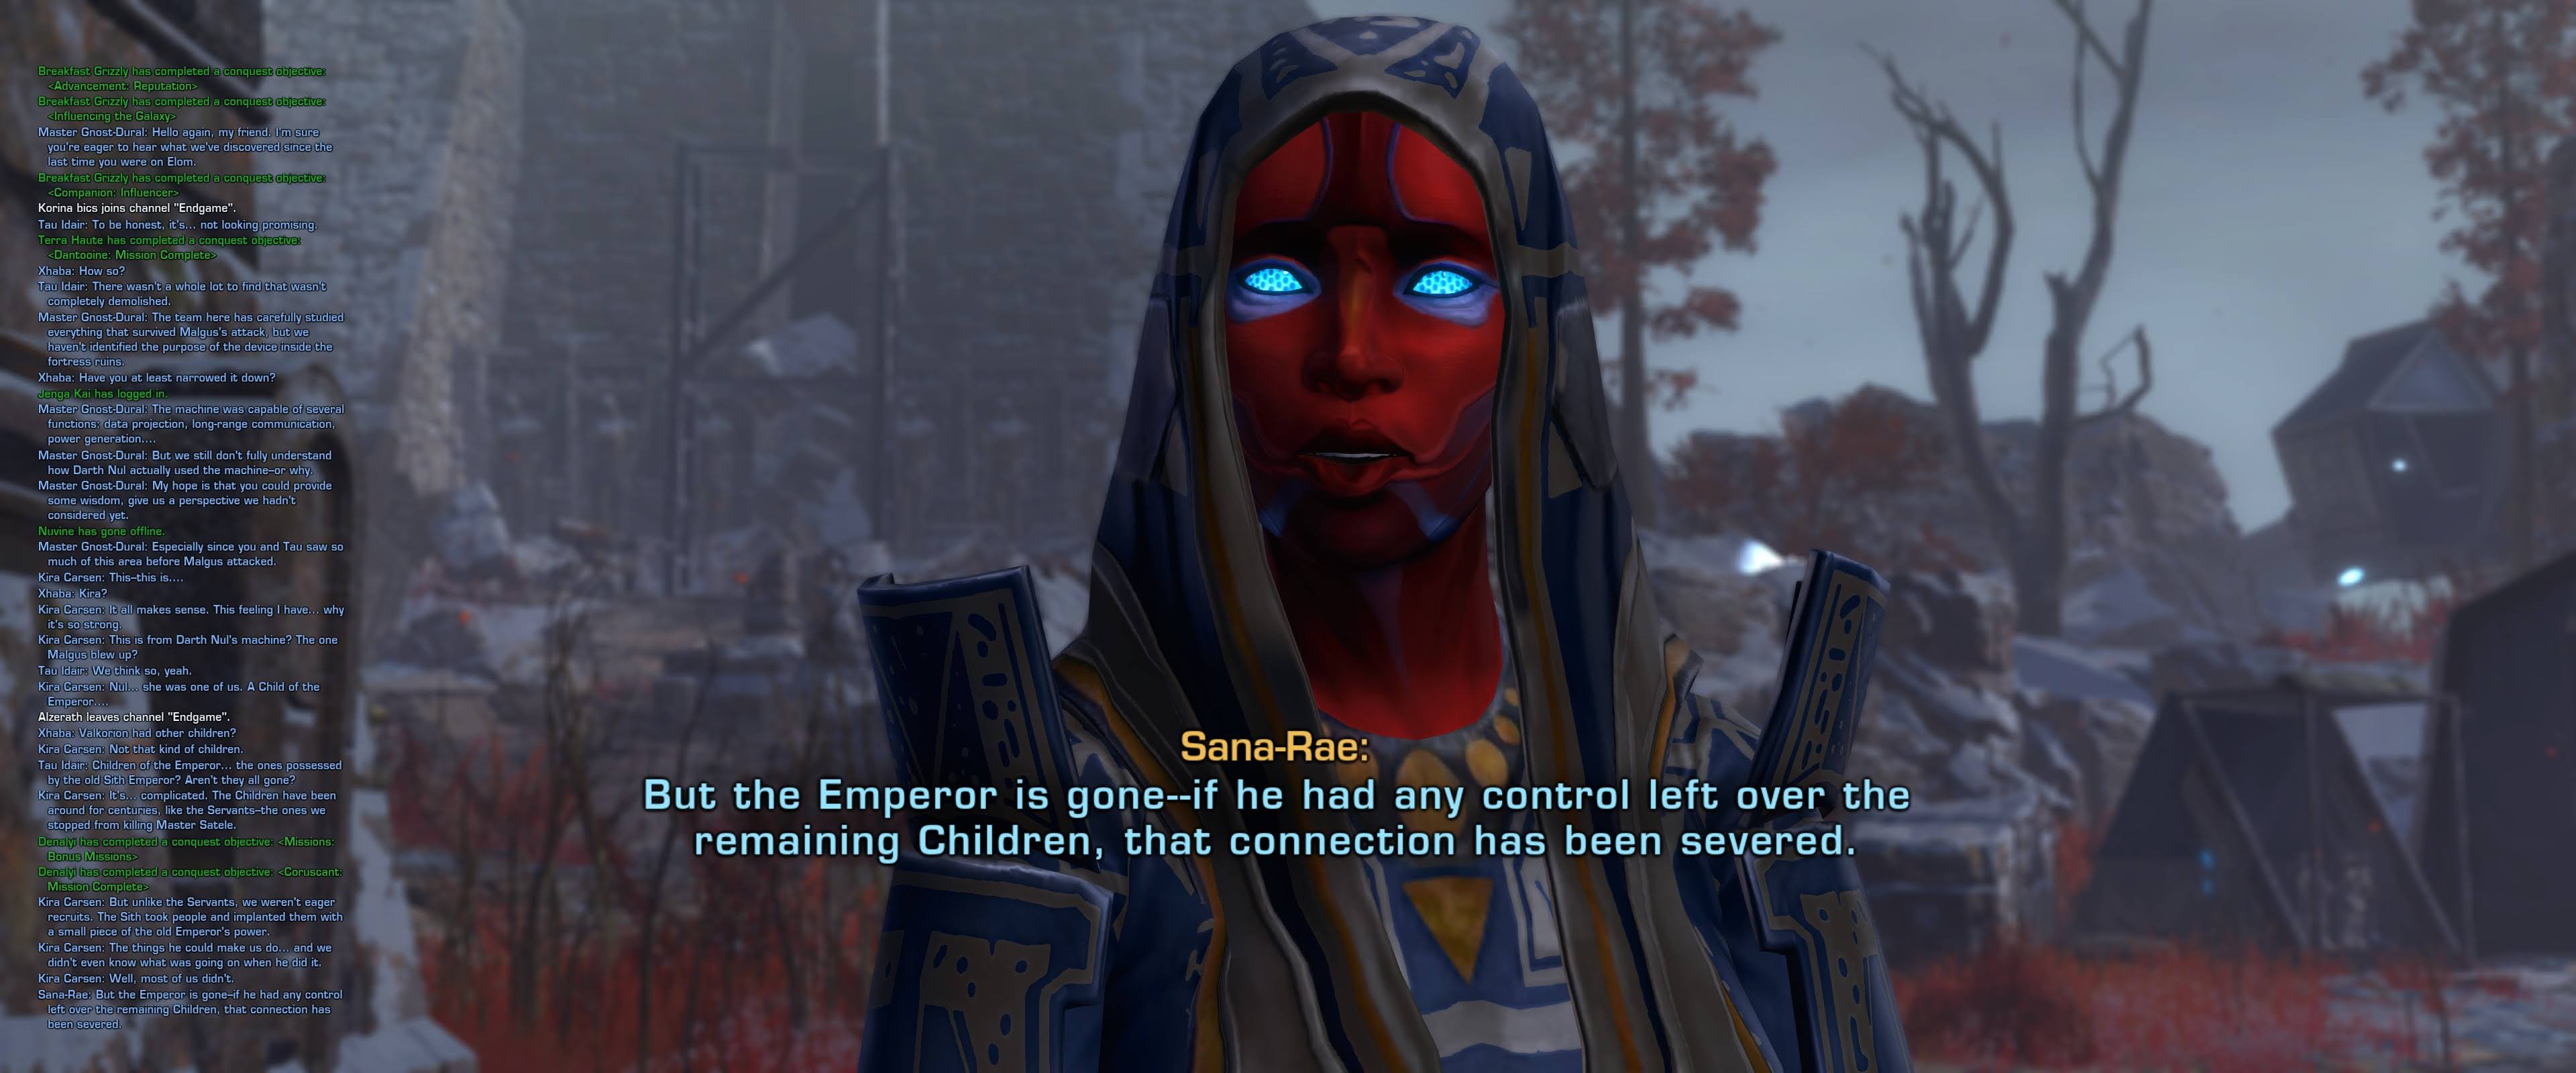 Breakfast Grizzly has completed a conquest objective:
<Advancement: Reputation>
Breakfast Grizzly has completed a conquest objective:
<Influencing the Galaxy>
Master Gnost-Dural: Hello again, my friend. I'm sure
you're eager to hear what we've discovered since the
last time you were on Elom.
Breakfast Grizzly has completed a conquest objective:
<Companion: Influencer>
Korina bics joins channel "Endgame".
Tau Idair: To be honest, it's... not looking promising.
Terra Haute has completed a conquest objective:
<Dantooine: Mission Complete>
Xhaba: How so?
Tau Idair: There wasn't a whole lot to find that wasn't
completely demolished.
Master Gnost-Dural: The team here has carefully studied
everything that survived Malgus's attack, but we
haven't identified the purpose of the device inside the
fortress ruins.
Xhaba: Have you at least narrowed it down?
Jenga Kai has logged in.
Master Gnost-Dural: The machine was capable of several
functions: data projection, long-range communication,
power generation....
Master Gnost-Dural: But we still don't fully understand
how Darth Nul actually used the machine--or why.
Master Gnost-Dural: My hope is that you could provide
some wisdom, give us a perspective we hadn't
considered yet.
Nuvine has gone offline.
Master Gnost-Dural: Especially since you and Tau saw so
much of this area before Malgus attacked.
Kira Carsen: This--this is....
Xhaba: Kira?
Kira Carsen: It all makes sense. This feeling I have... why
it's so strong.
Kira Carsen: This is from Darth Nul's machine? The one
Malgus blew up?
Tau Idair: We think so, yeah.
Kira Carsen: Nul... she was one of us. A Child of the
Emperor....
Alzerath leaves channel "Endgame".
Xhaba: Valkorion had other children?
Kira Carsen: Not that kind of children.
Tau Idair: Children of the Emperor... the ones possessed
by the old Sith Emperor? Aren't they all gone?
Kira Carsen: It's... complicated. The Children have been
around for centuries, like the Servants--the ones we
stopped from killing Master Satele.
Denalyi has completed a conquest objective: <Missions:
Bonus Missions>
Denalyi has completed a conquest objective: <Coruscant:
Mission Complete>
Kira Carsen: But unlike the Servants, we weren't eager
recruits. The Sith took people and implanted them with
a small piece of the old Emperor's power.
Kira Carsen: The things he could make us do... and we
didn't even know what was going on when he did it.
Kira Carsen: Well, most of us didn't.
Sana-Rae: But the Emperor is gone--if he had any control
left over the remaining Children, that connection has
been severed.
Sana-Rae:
But the Emperor is gone--if he had any control left over the
remaining Children, that connection has been severed.